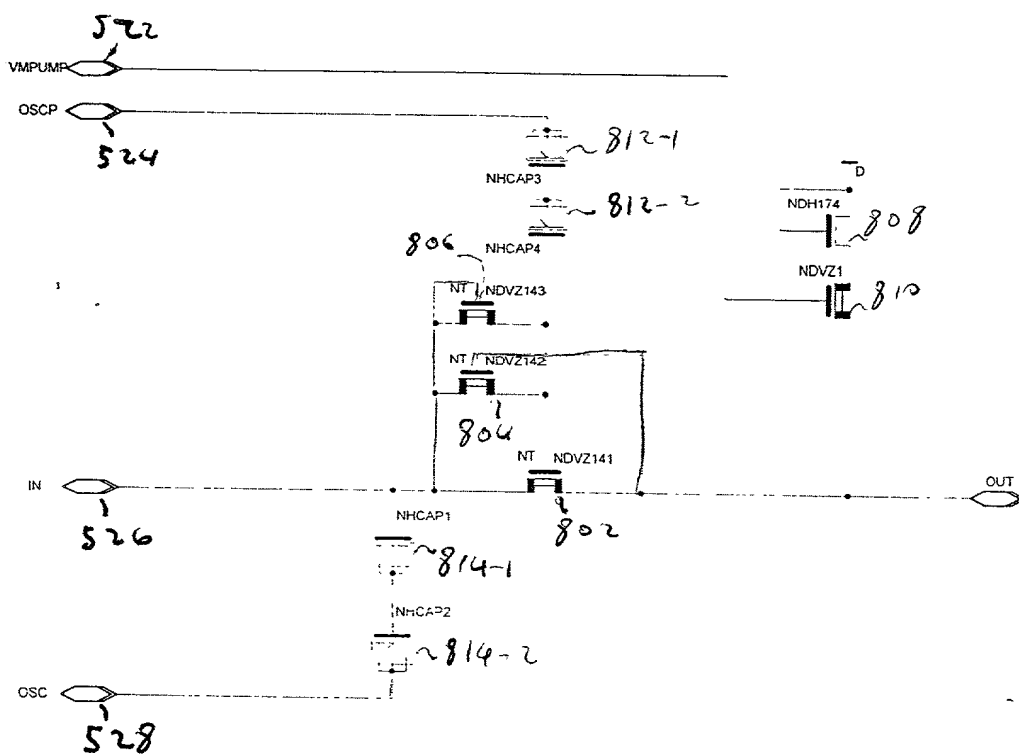 522
VMPUMP
OSCP
524
812-1
NHCAP3
D
NDH174
808
812-2
NHCAP4
806
NDVZ1
810
NT NDVZ143
NT NDVZ142
804
NT NDVZ141
IN
OUT
526
802
NHCAP1
814-1
NHCAP2
814-2
OSC
528